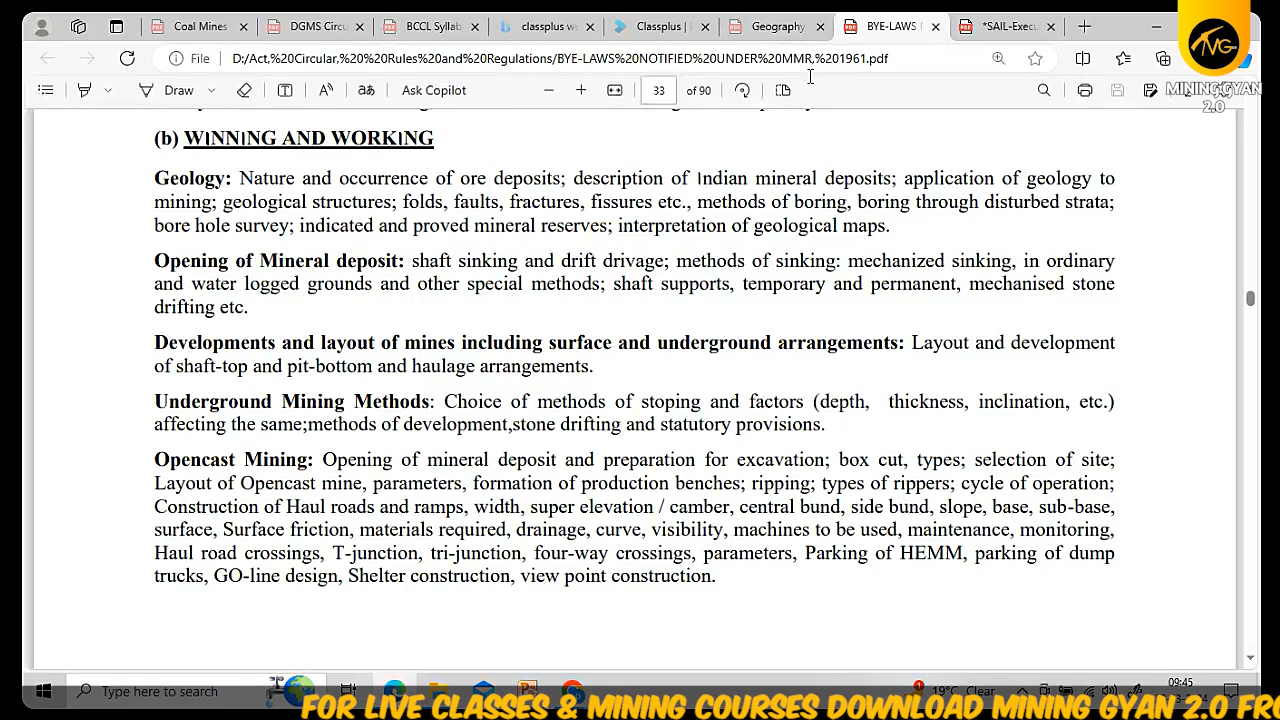 Coal Mines
DGMS Circu
BCCL Syllab
classplus w
Classplus |
Geography
BYE-LAWS
*SAIL-Execu
File
D:/Act,%20Circular,%20%20Rules%20and%20Regulations/BYE-LAWS%20NOTIFIED%20UNDER%20MMR,%201961.pdf
Draw
Ask Copilot
33
of 90
MINING GYAN
2.0
(b) WINNING AND WORKING
Geology: Nature and occurrence of ore deposits; description of Indian mineral deposits; application of geology to
mining; geological structures; folds, faults, fractures, fissures etc., methods of boring, boring through disturbed strata;
bore hole survey; indicated and proved mineral reserves; interpretation of geological maps.
Opening of Mineral deposit: shaft sinking and drift drivage; methods of sinking: mechanized sinking, in ordinary
and water logged grounds and other special methods; shaft supports, temporary and permanent, mechanised stone
drifting etc.
Developments and layout of mines including surface and underground arrangements: Layout and development
of shaft-top and pit-bottom and haulage arrangements.
Underground Mining Methods: Choice of methods of stoping and factors (depth, thickness, inclination, etc.)
affecting the same;methods of development,stone drifting and statutory provisions.
Opencast Mining: Opening of mineral deposit and preparation for excavation; box cut, types; selection of site;
Layout of Opencast mine, parameters, formation of production benches; ripping; types of rippers; cycle of operation;
Construction of Haul roads and ramps, width, super elevation / camber, central bund, side bund, slope, base, sub-base,
surface, Surface friction, materials required, drainage, curve, visibility, machines to be used, maintenance, monitoring,
Haul road crossings, T-junction, tri-junction, four-way crossings, parameters, Parking of HEMM, parking of dump
trucks, GO-line design, Shelter construction, view point construction.
Type here to search
19°C Clear
09:45
FOR LIVE CLASSES & MINING COURSES DOWNLOAD MINING GYAN 2.0 FR